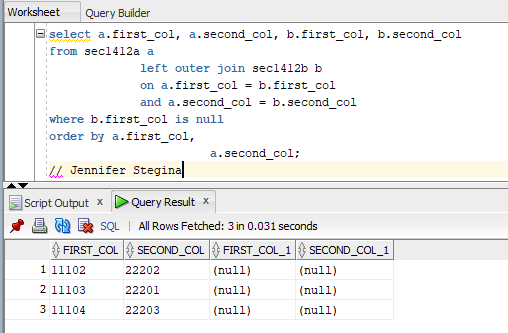 Worksheet Query Builder
select a.first_col, a.second_col, b.first_col, b.second_col
from sec1412a a
left outer join sec1412b b
on a.first_col = b.first_col
and a.second_col = b.second_col
where b.first_col is null
order by a.first_col,
a.second_col;
// Jennifer Stegina
Script Output x Query Result x
SQL | All Rows Fetched: 3 in 0.031 seconds
FIRST_COL SECOND_COL FIRST_COL_1 SECOND_COL_1
1 11102 22202 (null) (null)
2 11103 22201 (null) (null)
3 11104 22203 (null) (null)